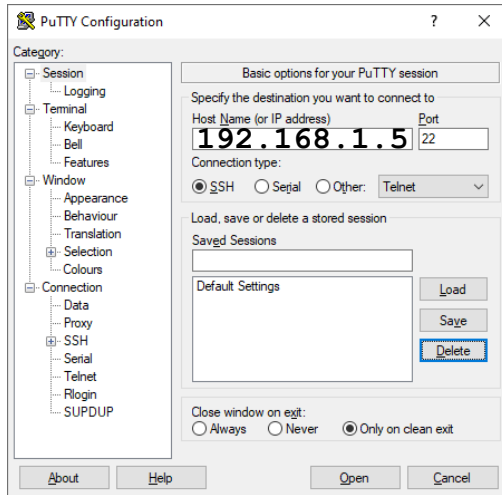 PuTTY Configuration ? ×
Category:
Session
Logging
Terminal
Keyboard
Bell
Features
Window
Appearance
Behaviour
Translation
Selection
Colours
Connection
Data
Proxy
SSH
Serial
Telnet
Rlogin
SUPDUP
Basic options for your PuTTY session
Specify the destination you want to connect to
Host Name (or IP address) Port
192.168.1.5 22
Connection type:
SSH Serial Other: Telnet
Load, save or delete a stored session
Saved Sessions
Default Settings
Load
Save
Delete
Close window on exit:
Always Never Only on clean exit
About Help Open Cancel